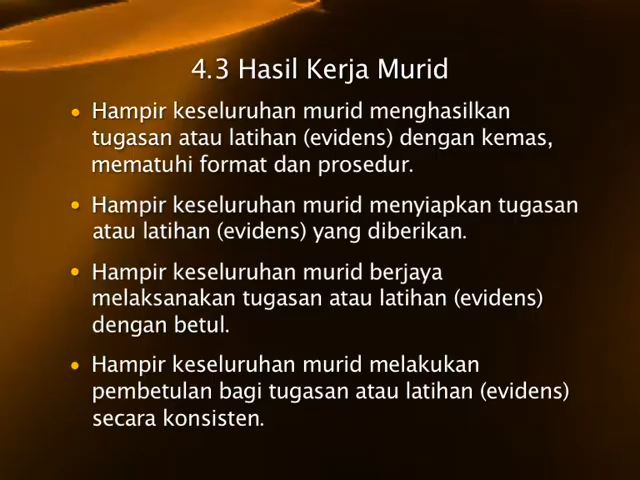 4.3 Hasil Kerja Murid
• Hampir keseluruhan murid menghasilkan
tugasan atau latihan (evidens) dengan kemas,
mematuhi format dan prosedur.
• Hampir keseluruhan murid menyiapkan tugasan
atau latihan (evidens) yang diberikan.
• Hampir keseluruhan murid berjaya
melaksanakan tugasan atau latihan (evidens)
dengan betul.
• Hampir keseluruhan murid melakukan
pembetulan bagi tugasan atau latihan (evidens)
secara konsisten.